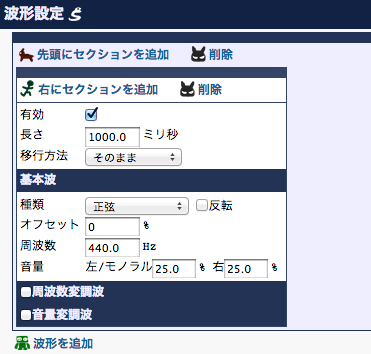 波形設定
先頭にセクションを追加 削除
右にセクションを追加 削除
有効
長さ 1000.0 ミリ秒
移行方法 そのまま
基本波
種類 正弦 反転
オフセット 0 %
周波数 440.0 Hz
音量 左/モノラル 25.0 % 右 25.0 %
周波数変調波
音量変調波
波形を追加